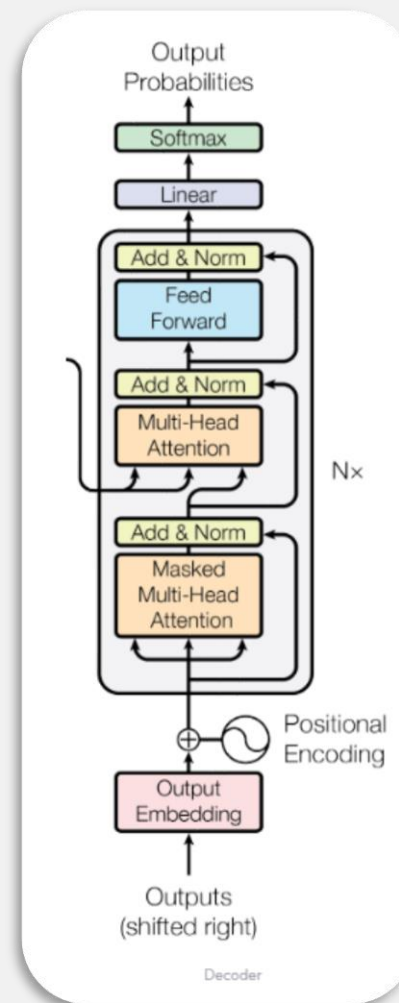 Output
Probabilities
Softmax
Linear
Add & Norm
Feed
Forward
Add & Norm
Multi-Head
Attention
N×
Add & Norm
Masked
Multi-Head
Attention
Positional
Encoding
Output
Embedding
Outputs
(shifted right)
Decoder